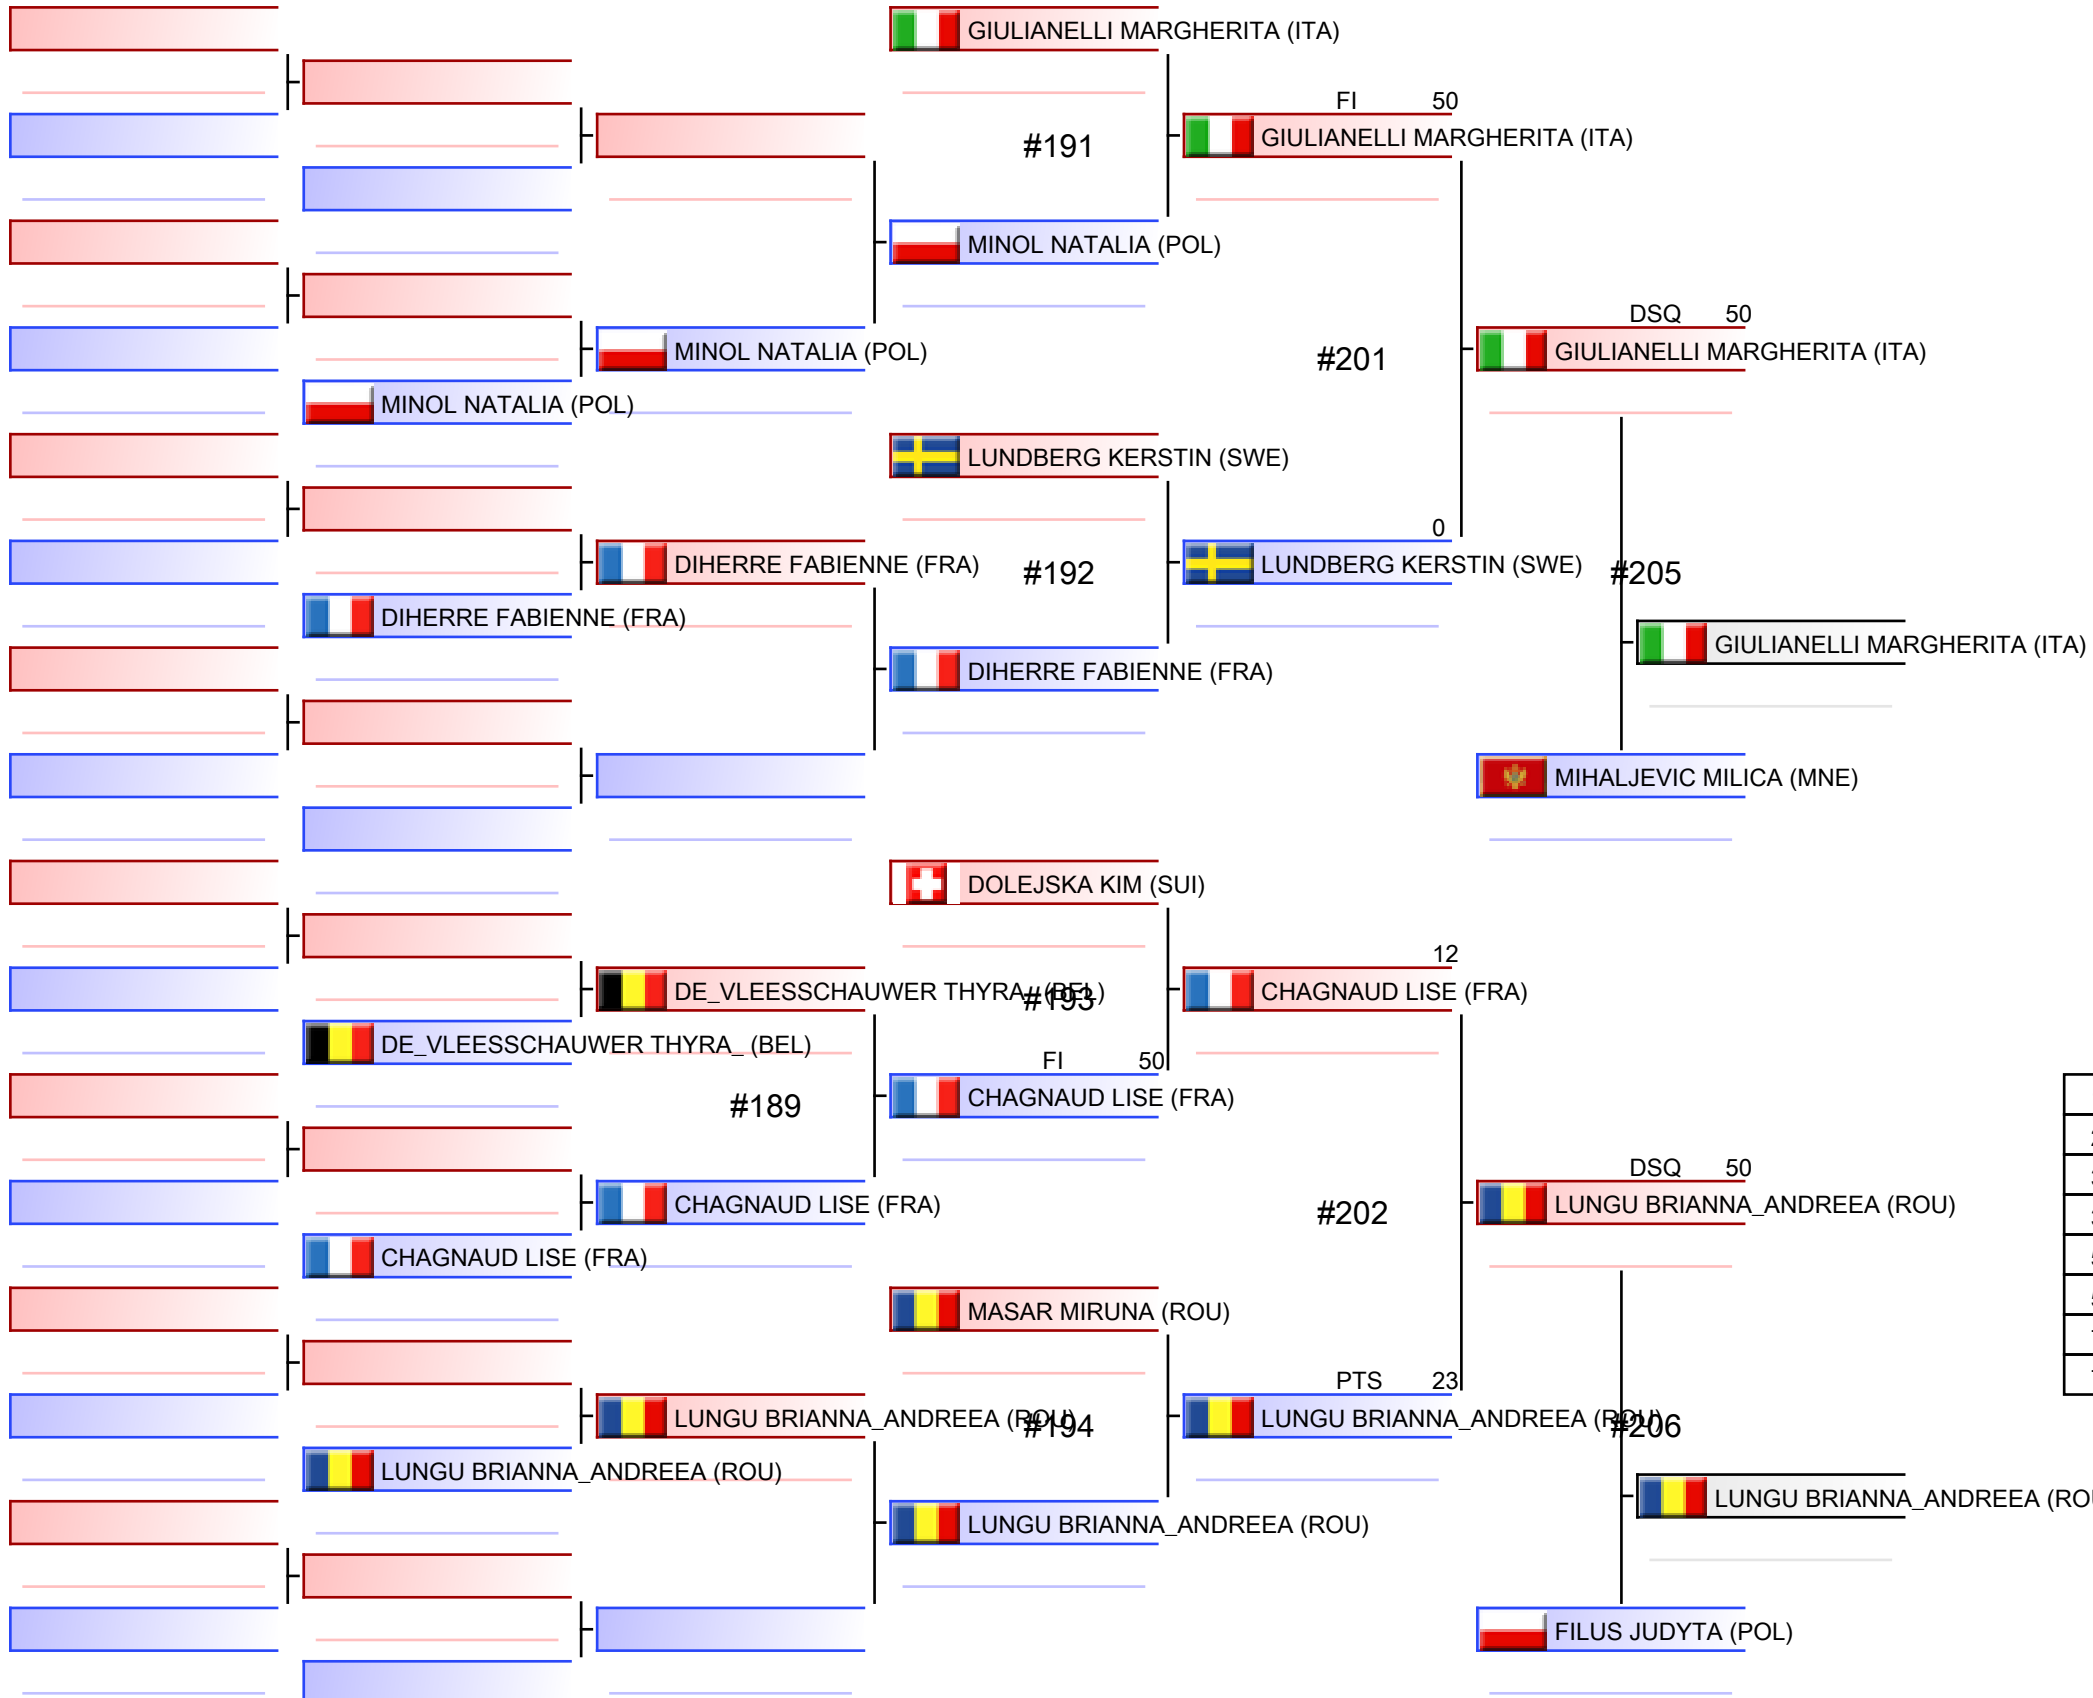 GIULIANELLI MARGHERITA (ITA)
FI 50
#191
GIULIANELLI MARGHERITA (ITA)
MINOL NATALIA (POL)
DSQ 50
MINOL NATALIA (POL)
#201
GIULIANELLI MARGHERITA (ITA)
MINOL NATALIA (POL)
LUNDBERG KERSTIN (SWE)
0
DIHERRE FABIENNE (FRA)
#192
LUNDBERG KERSTIN (SWE)
#205
DIHERRE FABIENNE (FRA)
GIULIANELLI MARGHERITA (ITA)
DIHERRE FABIENNE (FRA)
MIHALJEVIC MILICA (MNE)
DOLEJSKA KIM (SUI)
12
DE_VLEESSCHAUWER THYRA_ (BEL)
#193
CHAGNAUD LISE (FRA)
DE_VLEESSCHAUWER THYRA_ (BEL)
FI 50
#189
CHAGNAUD LISE (FRA)
DSQ 50
CHAGNAUD LISE (FRA)
#202
LUNGU BRIANNA_ANDREEA (ROU)
CHAGNAUD LISE (FRA)
MASAR MIRUNA (ROU)
PTS 23
LUNGU BRIANNA_ANDREEA (ROU)
#194
LUNGU BRIANNA_ANDREEA (ROU)
#206
LUNGU BRIANNA_ANDREEA (ROU)
LUNGU BRIANNA_ANDREEA
LUNGU BRIANNA_ANDREEA (ROU)
FILUS JUDYTA (POL)